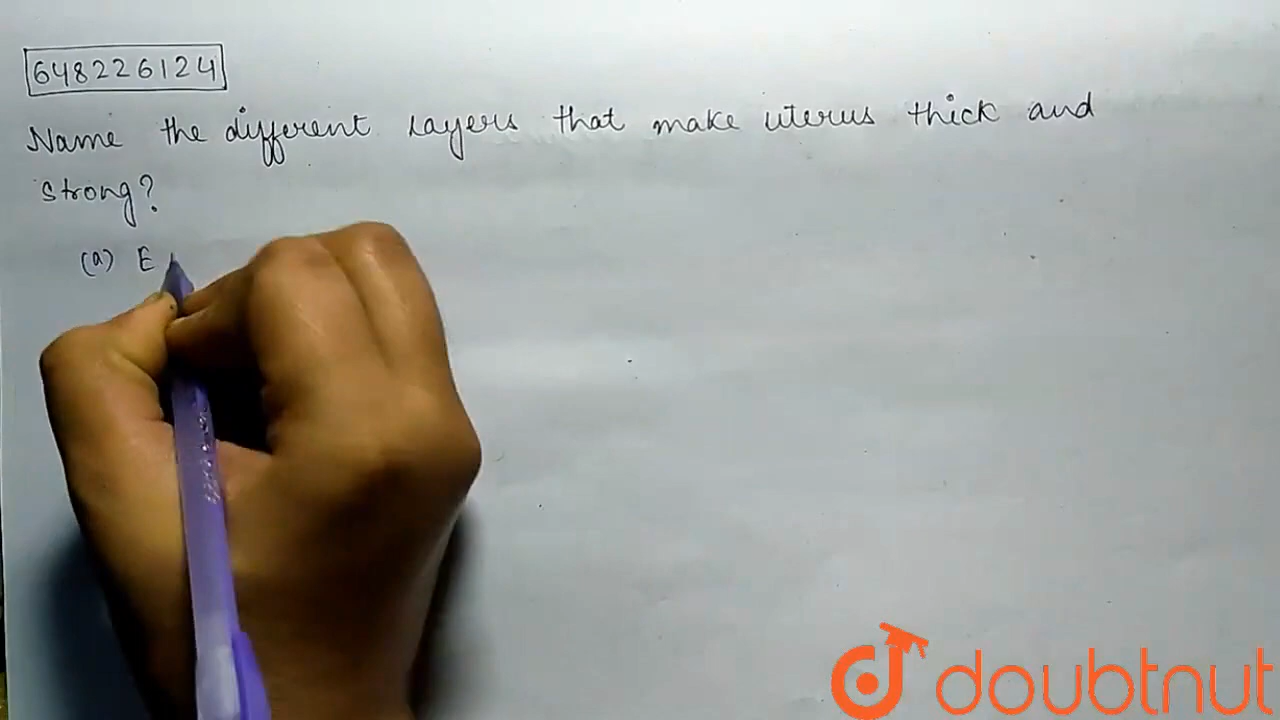 648226124
Name the different layers that make uterus thick and
strong?
(a) E
doubtnut